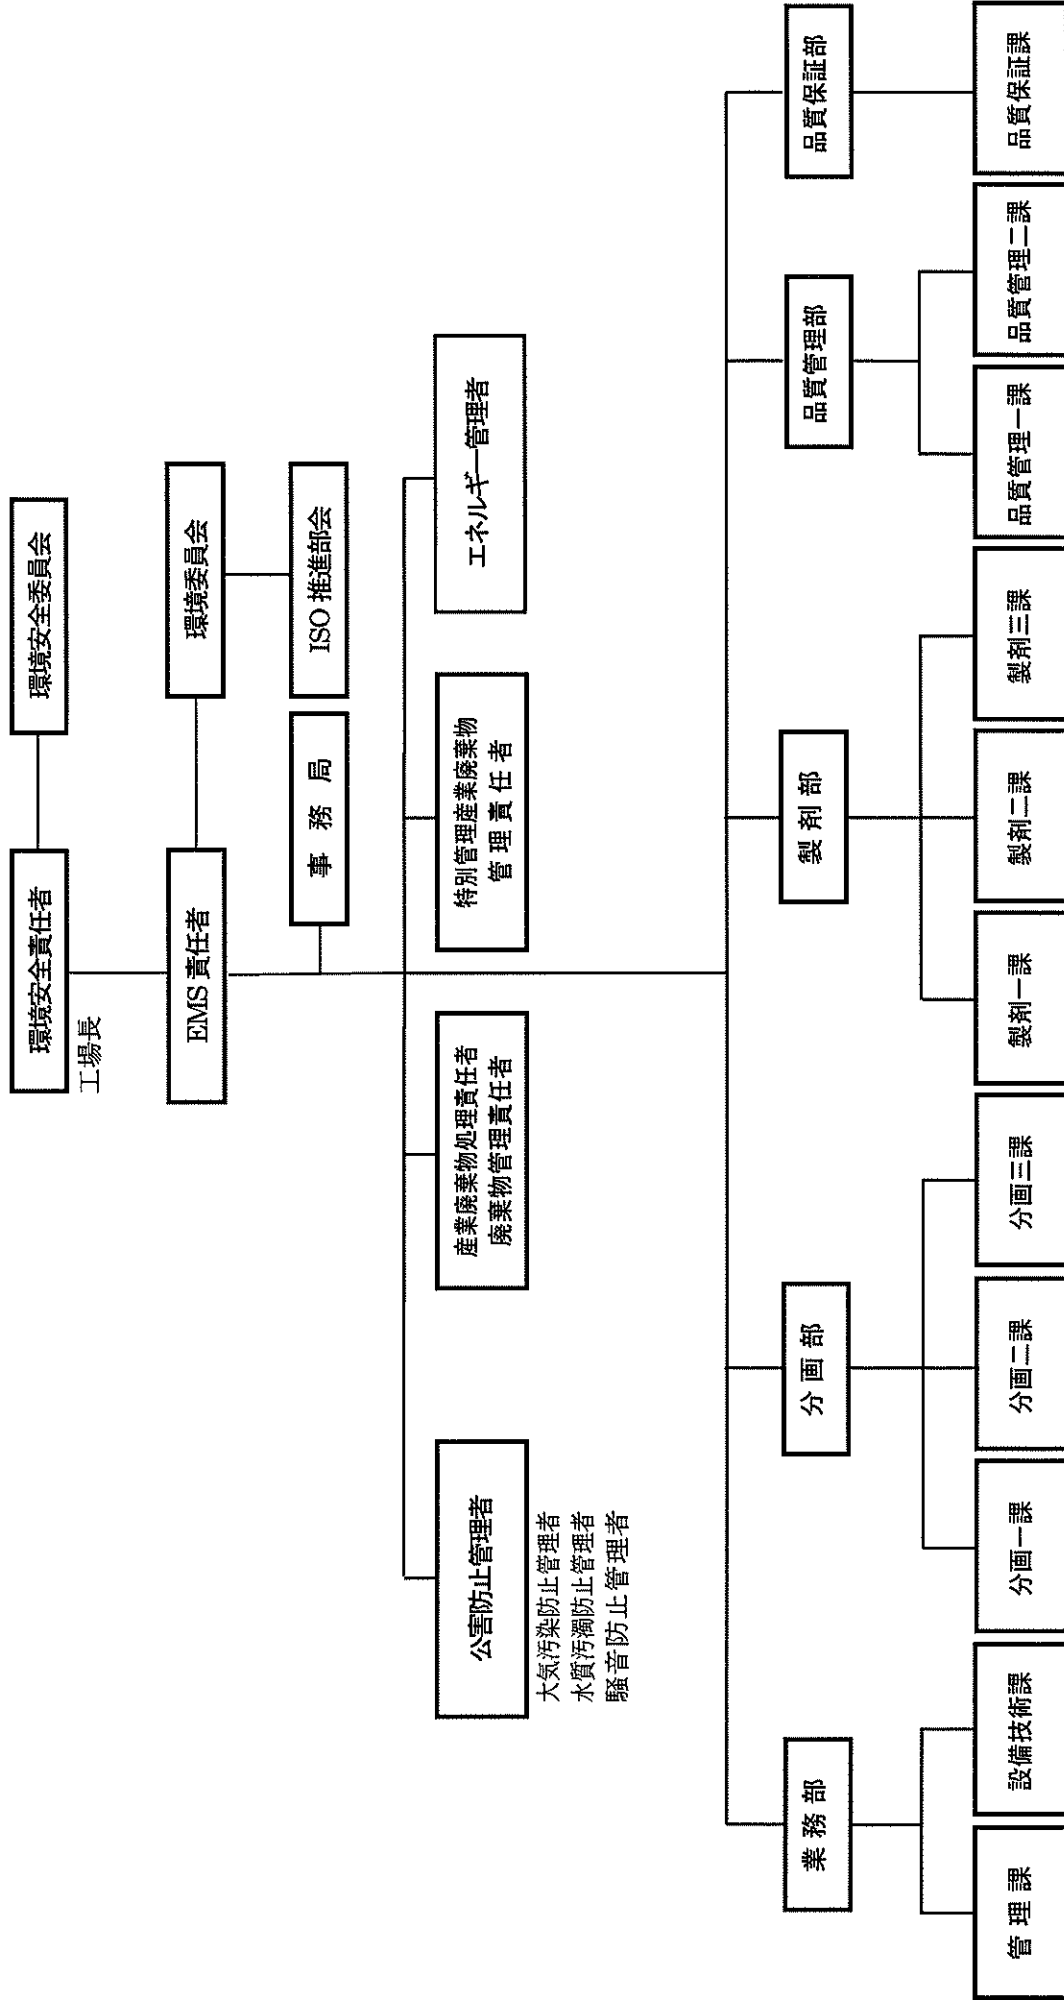 環境安全責任者
環境安全委員会
工場長
EMS 責任者
環境委員会
事務局
ISO 推進部会
公害防止管理者
大気汚染防止管理者
水質汚濁防止管理者
騒音防止管理者
産業廃棄物処理責任者
廃棄物管理責任者
特別管理産業廃棄物
管理責任者
エネルギー管理者
業務部
分画部
製剤部
品質管理部
品質保証部
管理課
設備技術課
分画一課
分画二課
分画三課
製剤一課
製剤二課
製剤三課
品質管理一課
品質管理二課
品質保証課